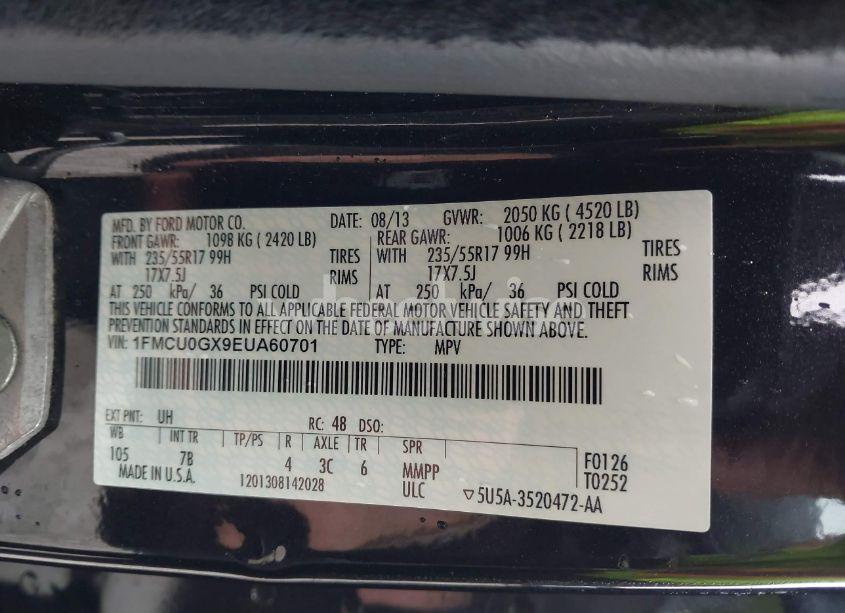 MFD. BY FORD MOTOR CO. DATE: 08/13 GVWR: 2050 KG ( 4520 LB)
FRONT GAWR: 1098 KG ( 2420 LB) REAR GAWR: 1006 KG ( 2218 LB)
WITH 235/55R17 99H TIRES WITH 235/55R17 99H TIRES
17X7.5J RIMS 17X7.5J RIMS
AT 250 kPa/ 36 PSI COLD AT 250 kPa/ 36 PSI COLD
THIS VEHICLE CONFORMS TO ALL APPLICABLE FEDERAL MOTOR VEHICLE SAFETY AND THEFT
PREVENTION STANDARDS IN EFFECT ON THE DATE OF MANUFACTURE SHOWN ABOVE.
VIN: 1FMCU0GX9EUA60701 TYPE: MPV
EXT PNT: UH RC: 48 DSO:
WB INT TR TP/PS R AXLE TR SPR
105 7B 4 3C 6 MMPP F0126
MADE IN U.S.A. 1201308142028 ULC T0252
▽5U5A-3520472-AA